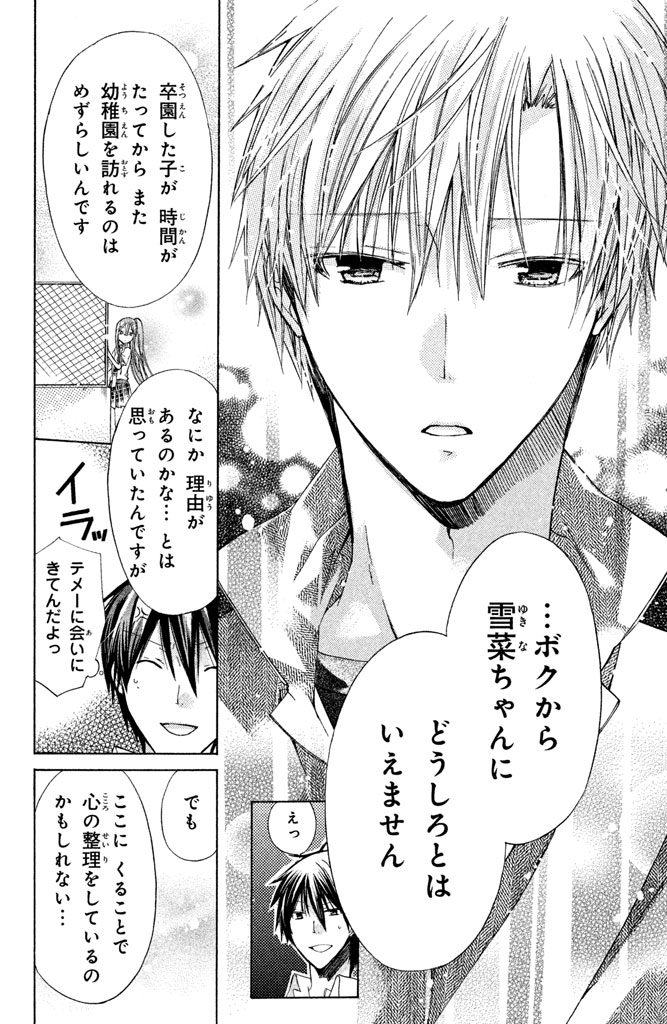 …ボクから
雪菜ちゃんに
どうしろとは
いえません
えっ
卒園した子が 時間が
たってから また
幼稚園を訪れるのは
めずらしいんです
なにか 理由が
あるのかな… とは
思っていたんですが
イラッ
テメーに会いに
きてんだよっ
でも
ここに くることで
心の整理をしているの
かもしれない…